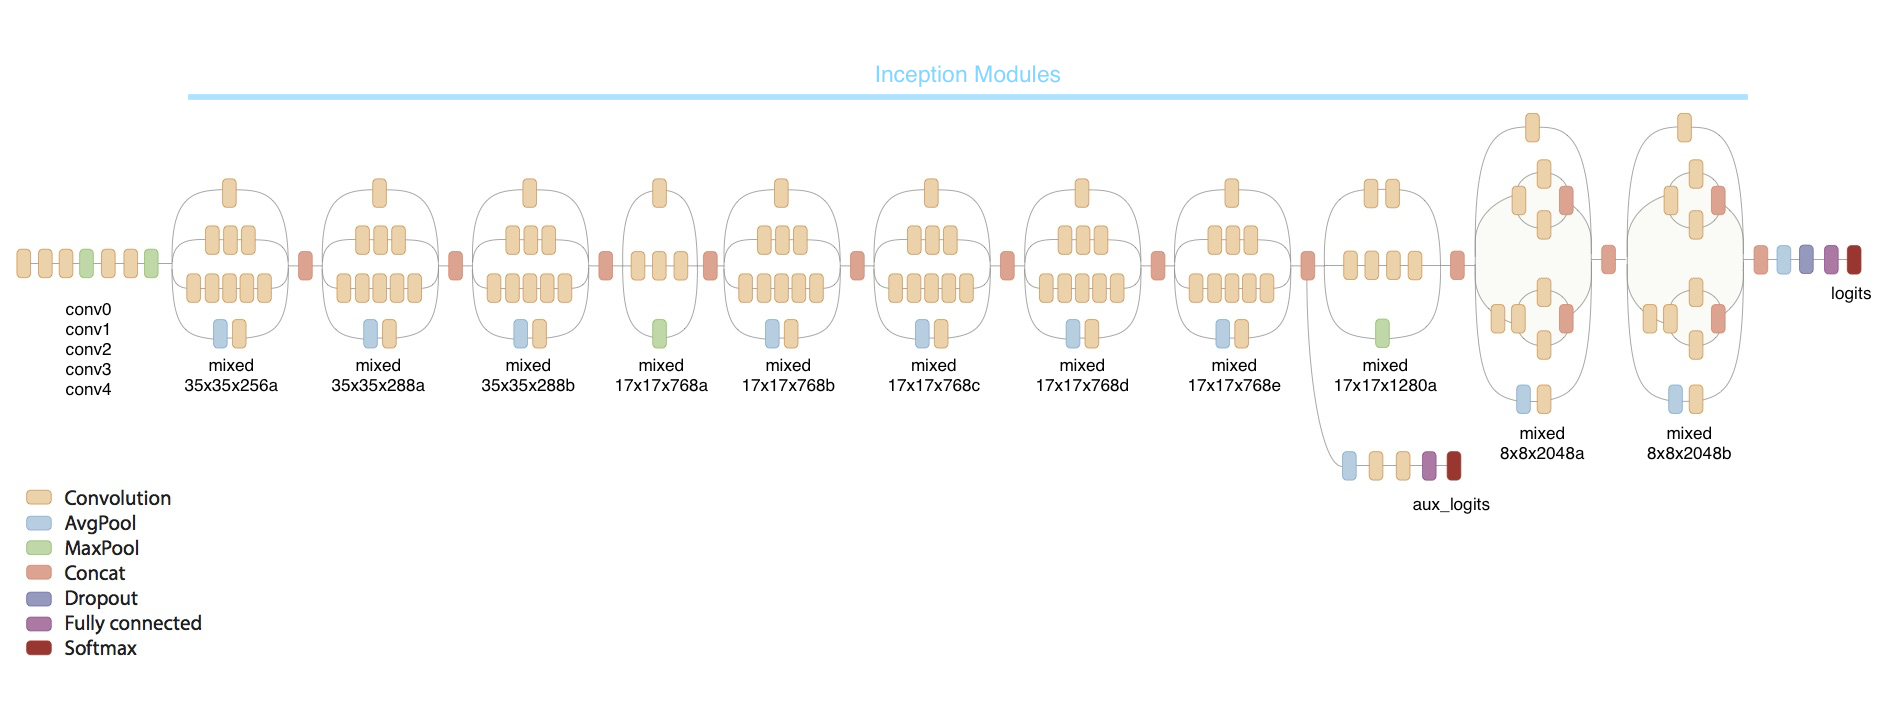 Inception Modules
conv0
conv1
conv2
conv3
conv4
mixed
35x35x256a
mixed
35x35x288a
mixed
35x35x288b
mixed
17x17x768a
mixed
17x17x768b
mixed
17x17x768c
mixed
17x17x768d
mixed
17x17x768e
mixed
17x17x1280a
mixed
8x8x2048a
mixed
8x8x2048b
logits
aux_logits
Convolution
AvgPool
MaxPool
Concat
Dropout
Fully connected
Softmax